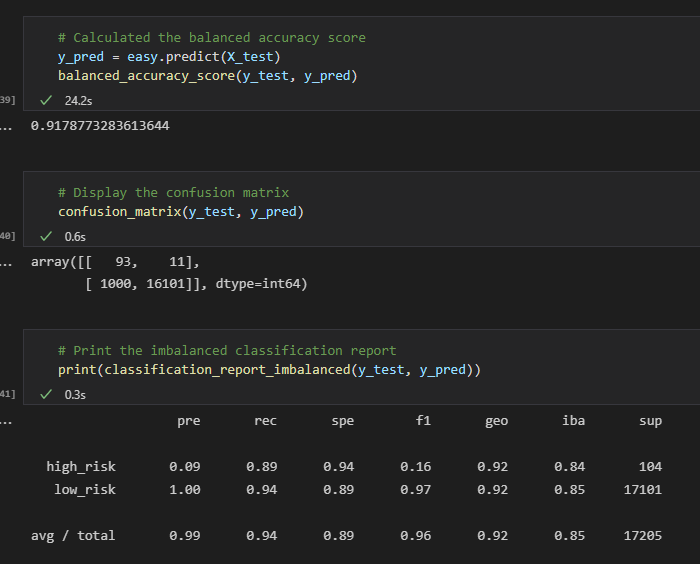 # Calculated the balanced accuracy score
y_pred = easy.predict(X_test)
balanced_accuracy_score(y_test, y_pred)
39] ✓ 24.2s
... 0.9178773283613644
# Display the confusion matrix
confusion_matrix(y_test, y_pred)
40] ✓ 0.6s
... array([[   93,    11],
       [ 1000, 16101]], dtype=int64)
# Print the imbalanced classification report
print(classification_report_imbalanced(y_test, y_pred))
41] ✓ 0.3s
...                   pre       rec       spe        f1       geo       iba       sup
  high_risk       0.09      0.89      0.94      0.16      0.92      0.84       104
   low_risk       1.00      0.94      0.89      0.97      0.92      0.85     17101
avg / total       0.99      0.94      0.89      0.96      0.92      0.85     17205